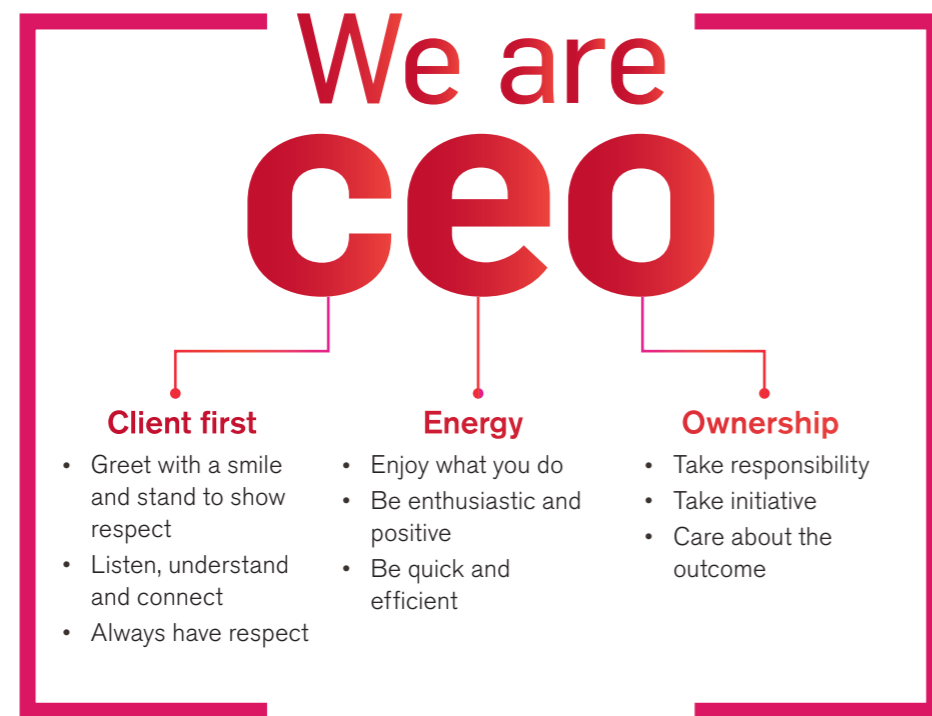 We are
ceo
Client first
• Greet with a smile
and stand to show
respect
• Listen, understand
and connect
• Always have respect
Energy
• Enjoy what you do
• Be enthusiastic and
positive
• Be quick and
efficient
Ownership
• Take responsibility
• Take initiative
• Care about the
outcome